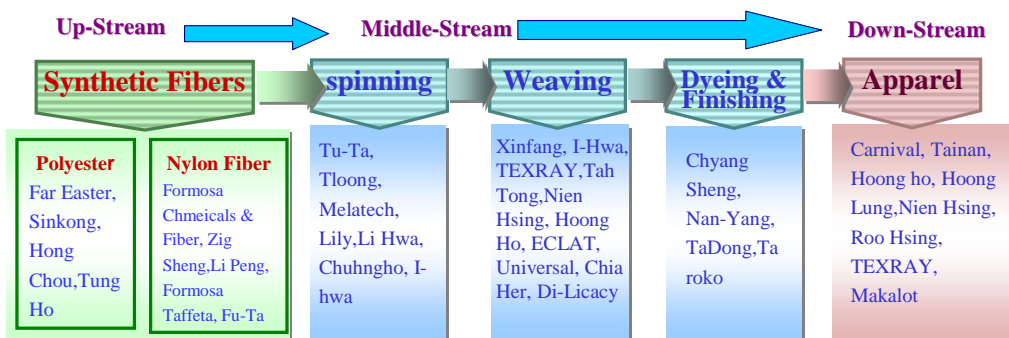 Up-Stream
Middle-Stream
Down-Stream
Synthetic Fibers
spinning
Weaving
Dyeing &
Finishing
Apparel
Polyester
Far Easter,
Sinkong,
Hong
Chou,Tung
Ho
Nylon Fiber
Formosa
Chmeicals &
Fiber, Zig
Sheng,Li Peng,
Formosa
Taffeta, Fu-Ta
Tu-Ta,
Tloong,
Melatech,
Lily,Li Hwa,
Chuhngho, I-
hwa
Xinfang, I-Hwa,
TEXRAY,Tah
Tong,Nien
Hsing, Hoong
Ho, ECLAT,
Universal, Chia
Her, Di-Licacy
Chyang
Sheng,
Nan-Yang,
TaDong,Ta
roko
Carnival, Tainan,
Hoong ho, Hoong
Lung,Nien Hsing,
Roo Hsing,
TEXRAY,
Makalot